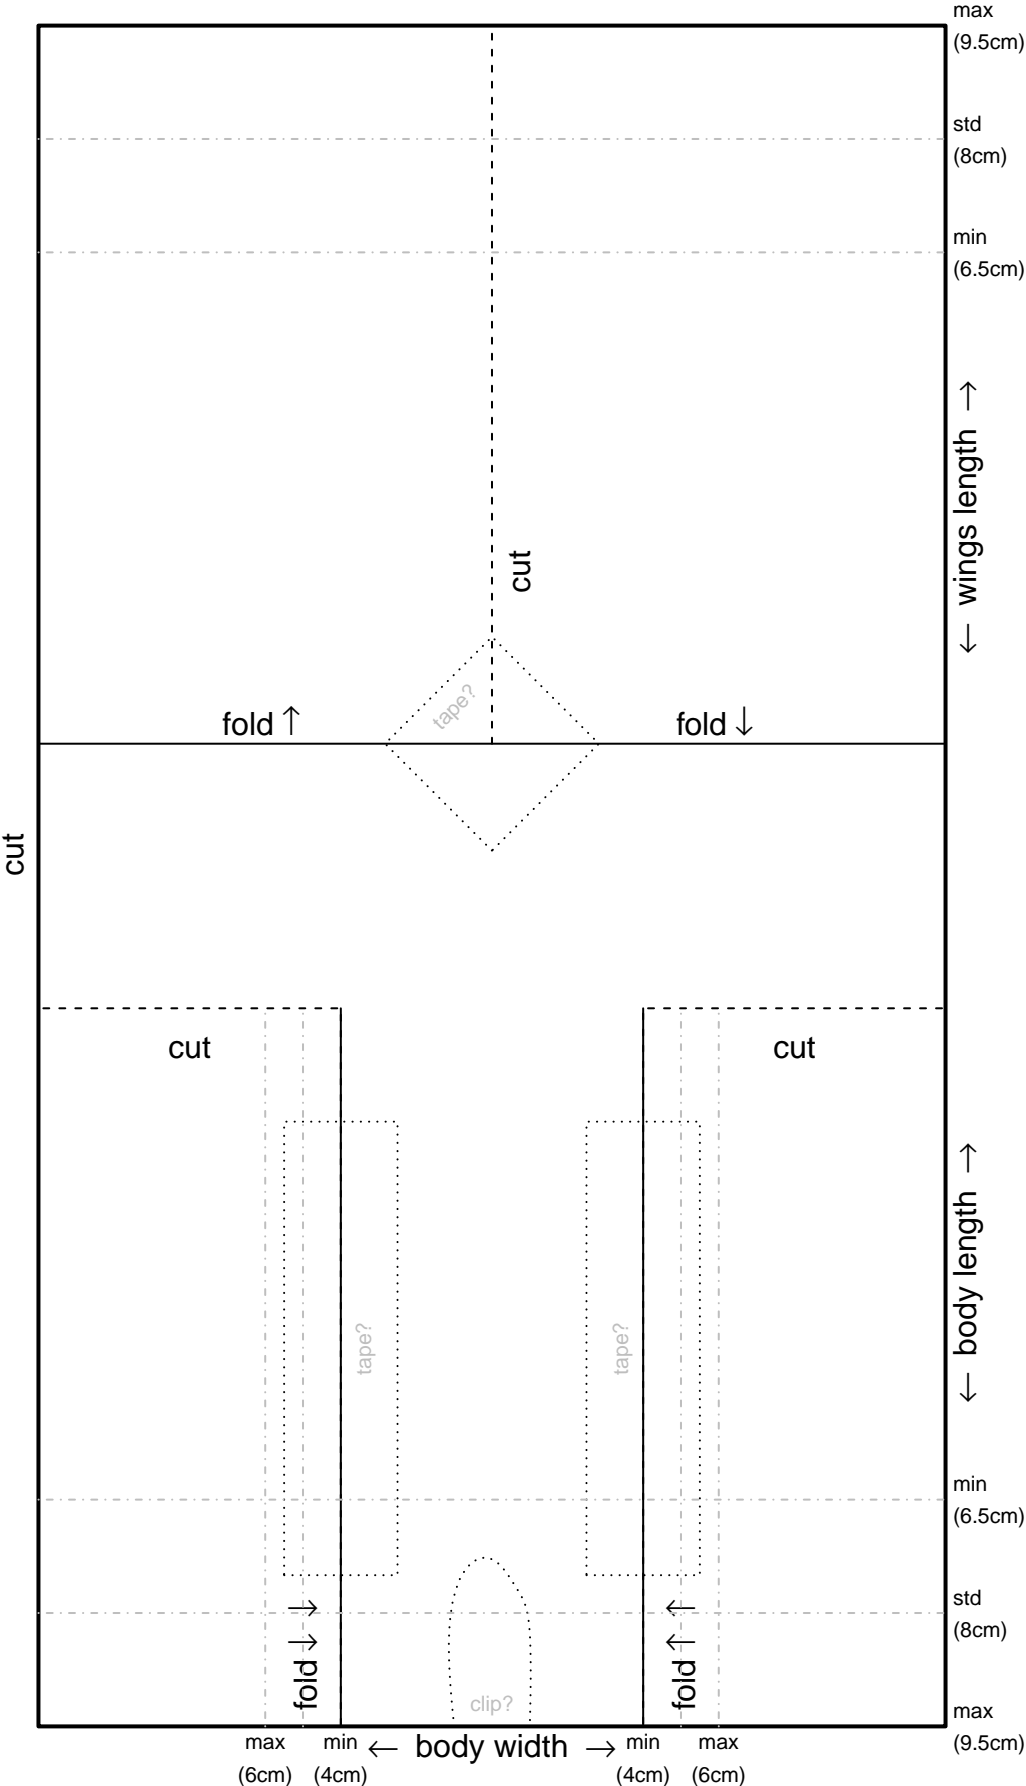 max
(9.5cm)
std
(8cm)
min
(6.5cm)
← wings length →
cut
tape?
fold ↑
fold ↓
cut
cut
cut
← body length →
tape?
tape?
min
(6.5cm)
std
(8cm)
→
←
→
←
fold
fold
clip?
max
(9.5cm)
max
(6cm)
min
(4cm)
← body width →
min
(4cm)
max
(6cm)